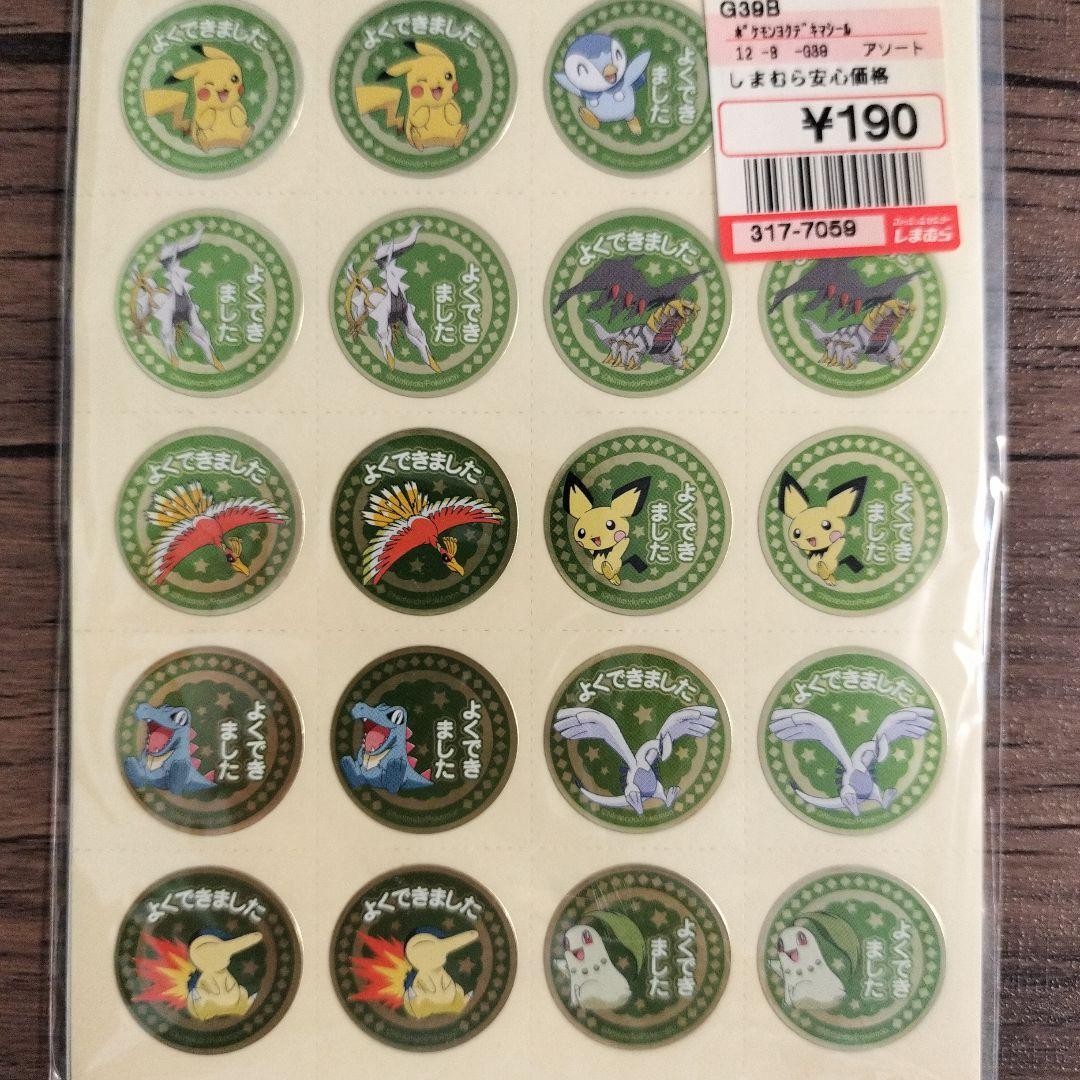 G39B
ﾎﾟｹﾓﾝﾖｸﾃﾞｷﾏｼｰﾙ
12 -9 -G39 アソート
しまむら安心価格
¥190
317-7059
しまむら
よくできました
よくできました
よくでき
ました
よくでき
ました
よくでき
ました
よくできました
よくできました
よくできました
よくできました
よくでき
ました
よくでき
ました
よくでき
ました
よくでき
ました
よくできました
よくできました
よくできました
よくできました
よくでき
ました
よくでき
ました